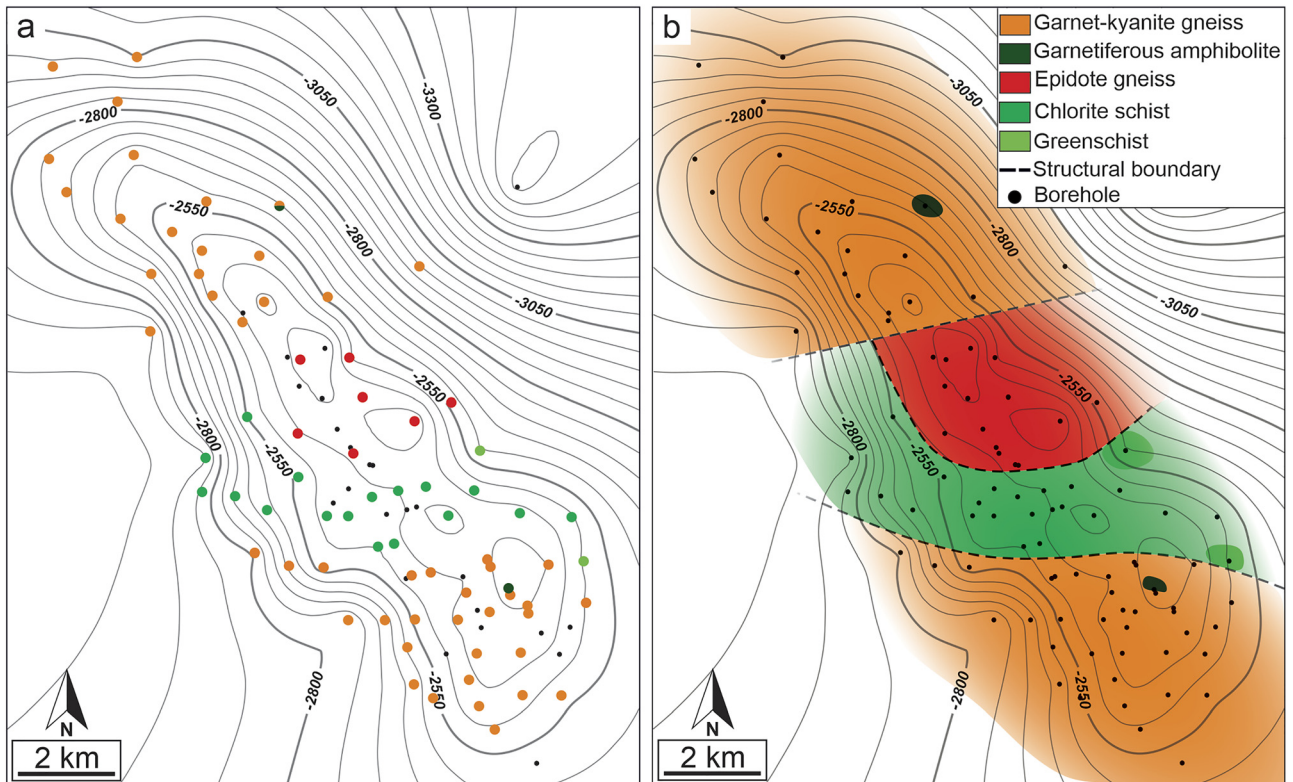 a
-3050
-3300
-2800
-2550
-2800
-3050
-2550
-2800
-2550
-2800
-2550
N
2 km
b
Garnet-kyanite gneiss
Garnetiferous amphibolite
Epidote gneiss
Chlorite schist
Greenschist
Structural boundary
Borehole
-3050
-2800
-2550
-2800
-3050
-2550
-2800
-2550
-2800
-2550
N
2 km